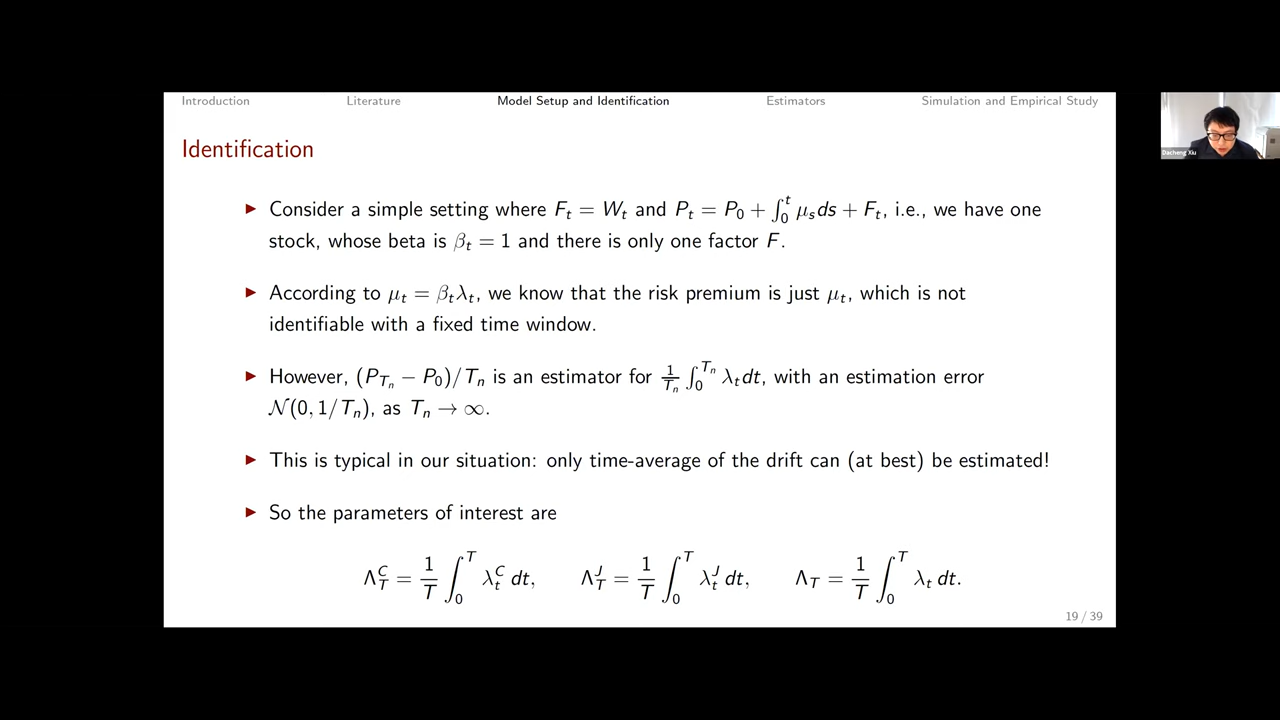 Introduction Literature Model Setup and Identification Estimators Simulation and Empirical Study
Identification
Dacheng Xiu
► Consider a simple setting where F_t = W_t and P_t = P_0 + ∫_0^t μ_s ds + F_t, i.e., we have one
stock, whose beta is β_t = 1 and there is only one factor F.
► According to μ_t = β_t λ_t, we know that the risk premium is just μ_t, which is not
identifiable with a fixed time window.
► However, (P_{T_n} − P_0)/T_n is an estimator for 1/T_n ∫_0^{T_n} λ_t dt, with an estimation error
𝒩(0, 1/T_n), as T_n → ∞.
► This is typical in our situation: only time-average of the drift can (at best) be estimated!
► So the parameters of interest are
Λ_T^C = 1/T ∫_0^T λ_t^C dt, Λ_T^J = 1/T ∫_0^T λ_t^J dt, Λ_T = 1/T ∫_0^T λ_t dt.
19 / 39